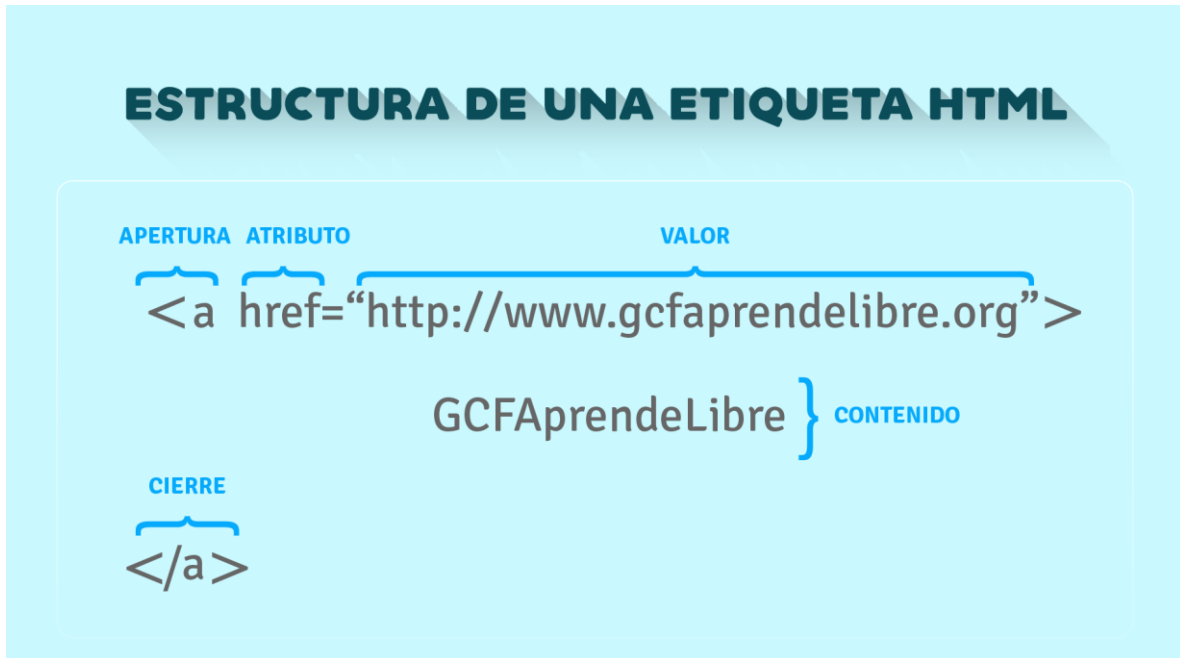 ESTRUCTURA DE UNA ETIQUETA HTML
APERTURA ATRIBUTO VALOR
<a href=“http://www.gcfaprendelibre.org”>
GCFAprendeLibre } CONTENIDO
CIERRE
</a>